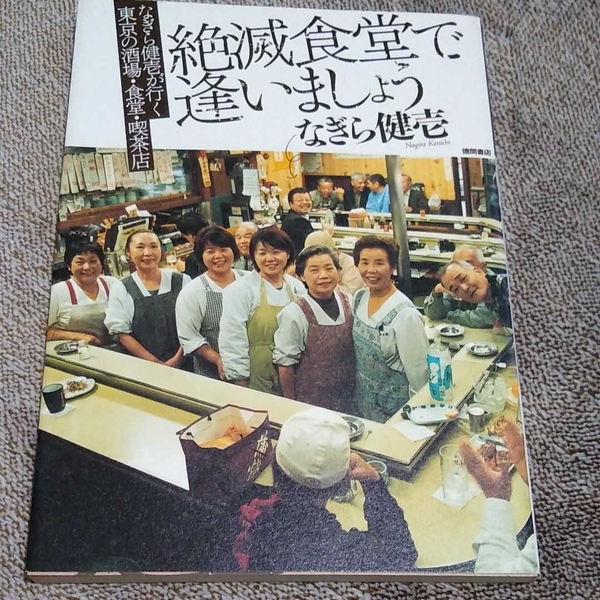 絶滅食堂で
逢いましょう
なぎら健壱
Nagira Kenichi
徳間書店
なぎら健壱が行く
東京の酒場・食堂・喫茶店